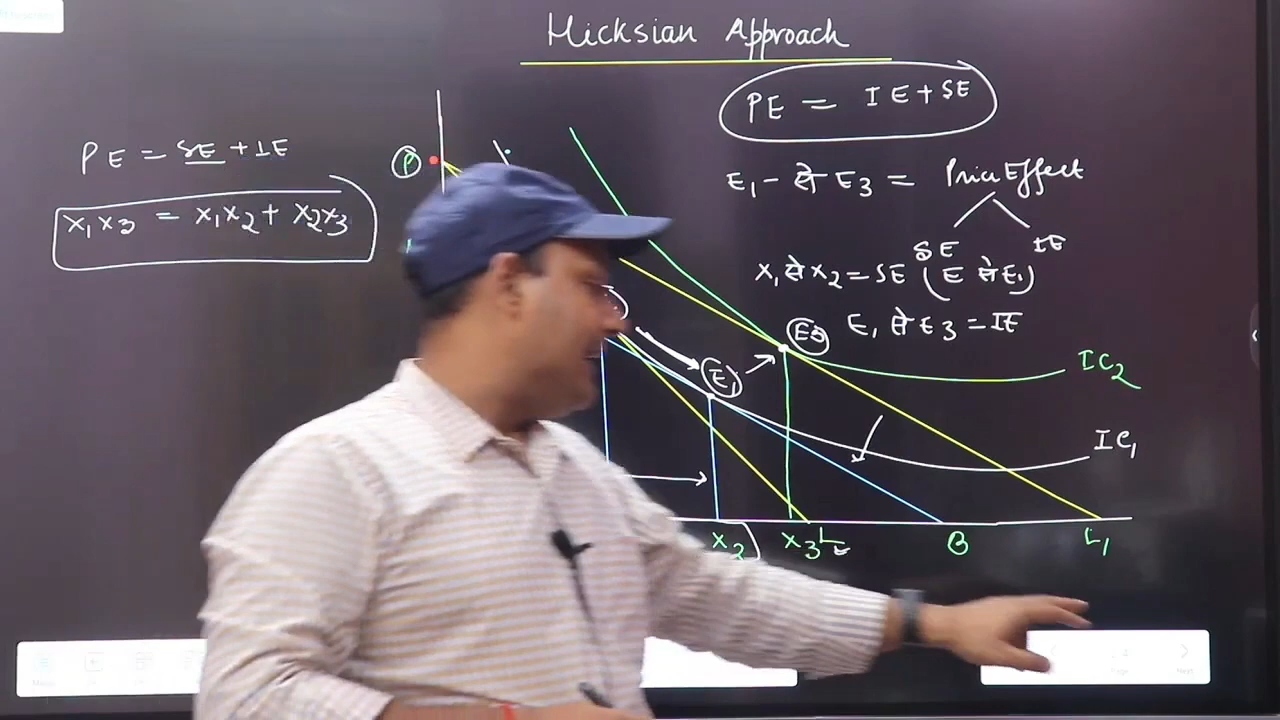 Hicksian Approach
PE = IE + SE
PE = SE + IE
X₁X₃ = X₁X₂ + X₂X₃
P
E₁ - से E₃ = Price Effect
SE IE
X₁ से X₂ = SE (E से E₁)
E₁ से E₃ = IE
E₃
E₁
IC₂
IC₁
X₂ X₃ L B L₁